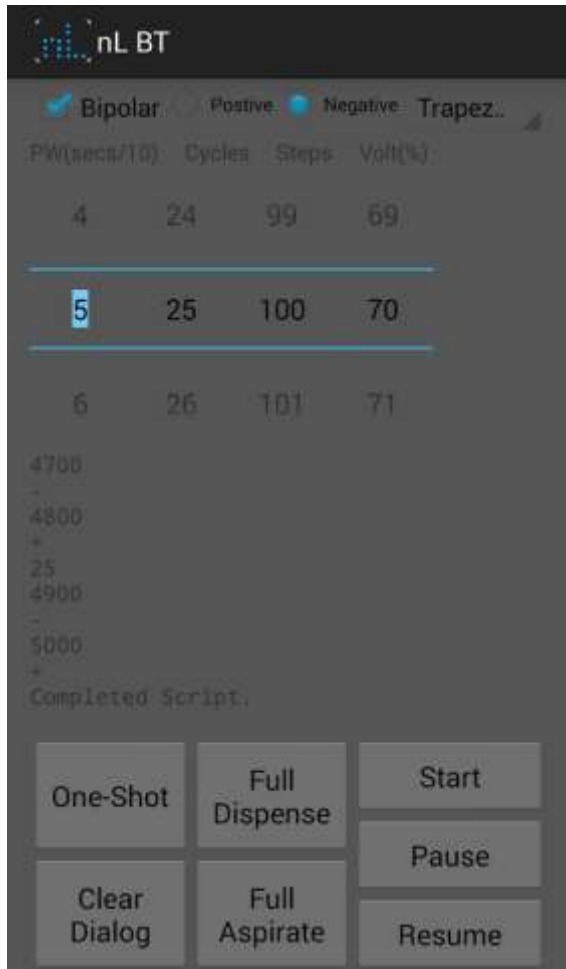 nL nL BT
Bipolar Postive Negative Trapez..
PW(secs/10) Cycles Steps Volt(%)
4 24 99 69
5 25 100 70
6 26 101 71
4700
-
4800
+
25
4900
-
5000
+
Completed Script.
One-Shot
Full
Dispense
Start
Pause
Clear
Dialog
Full
Aspirate
Resume